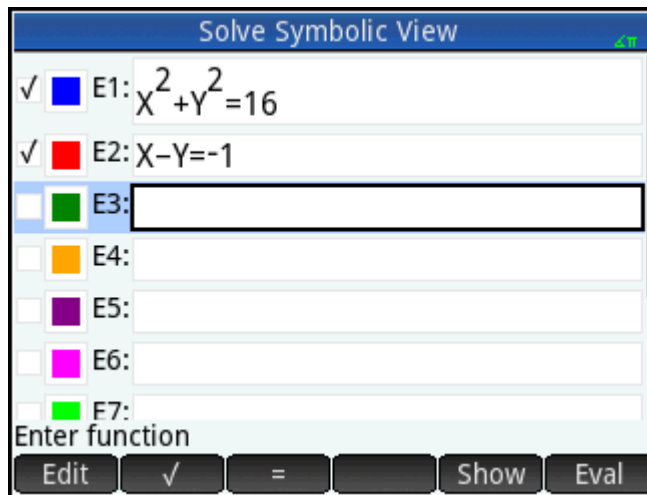 Solve Symbolic View
∡π
√ E1: X²+Y²=16
√ E2: X−Y=-1
E3:
E4:
E5:
E6:
E7:
Enter function
Edit √ = Show Eval